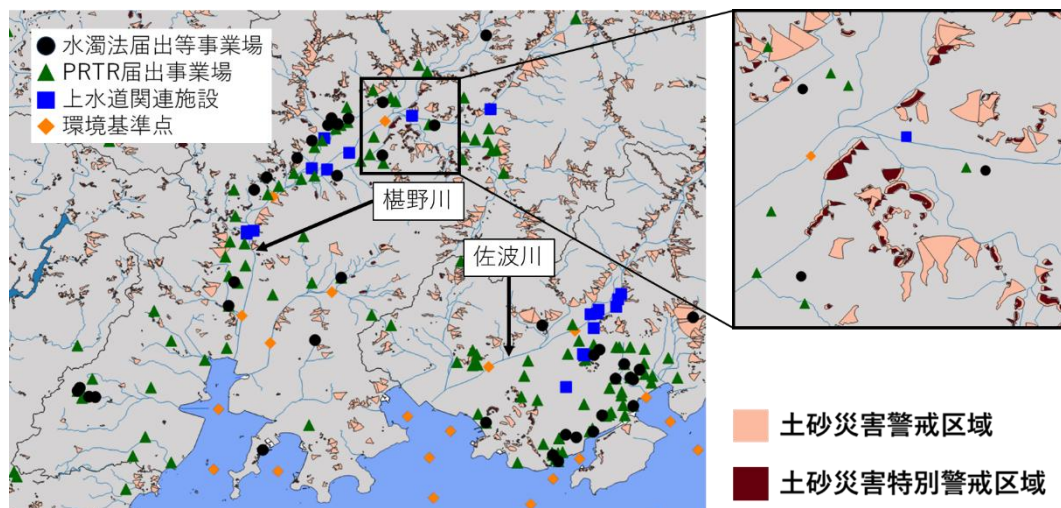 水濁法届出等事業場
PRTR届出事業場
上水道関連施設
環境基準点
椹野川
佐波川
土砂災害警戒区域
土砂災害特別警戒区域